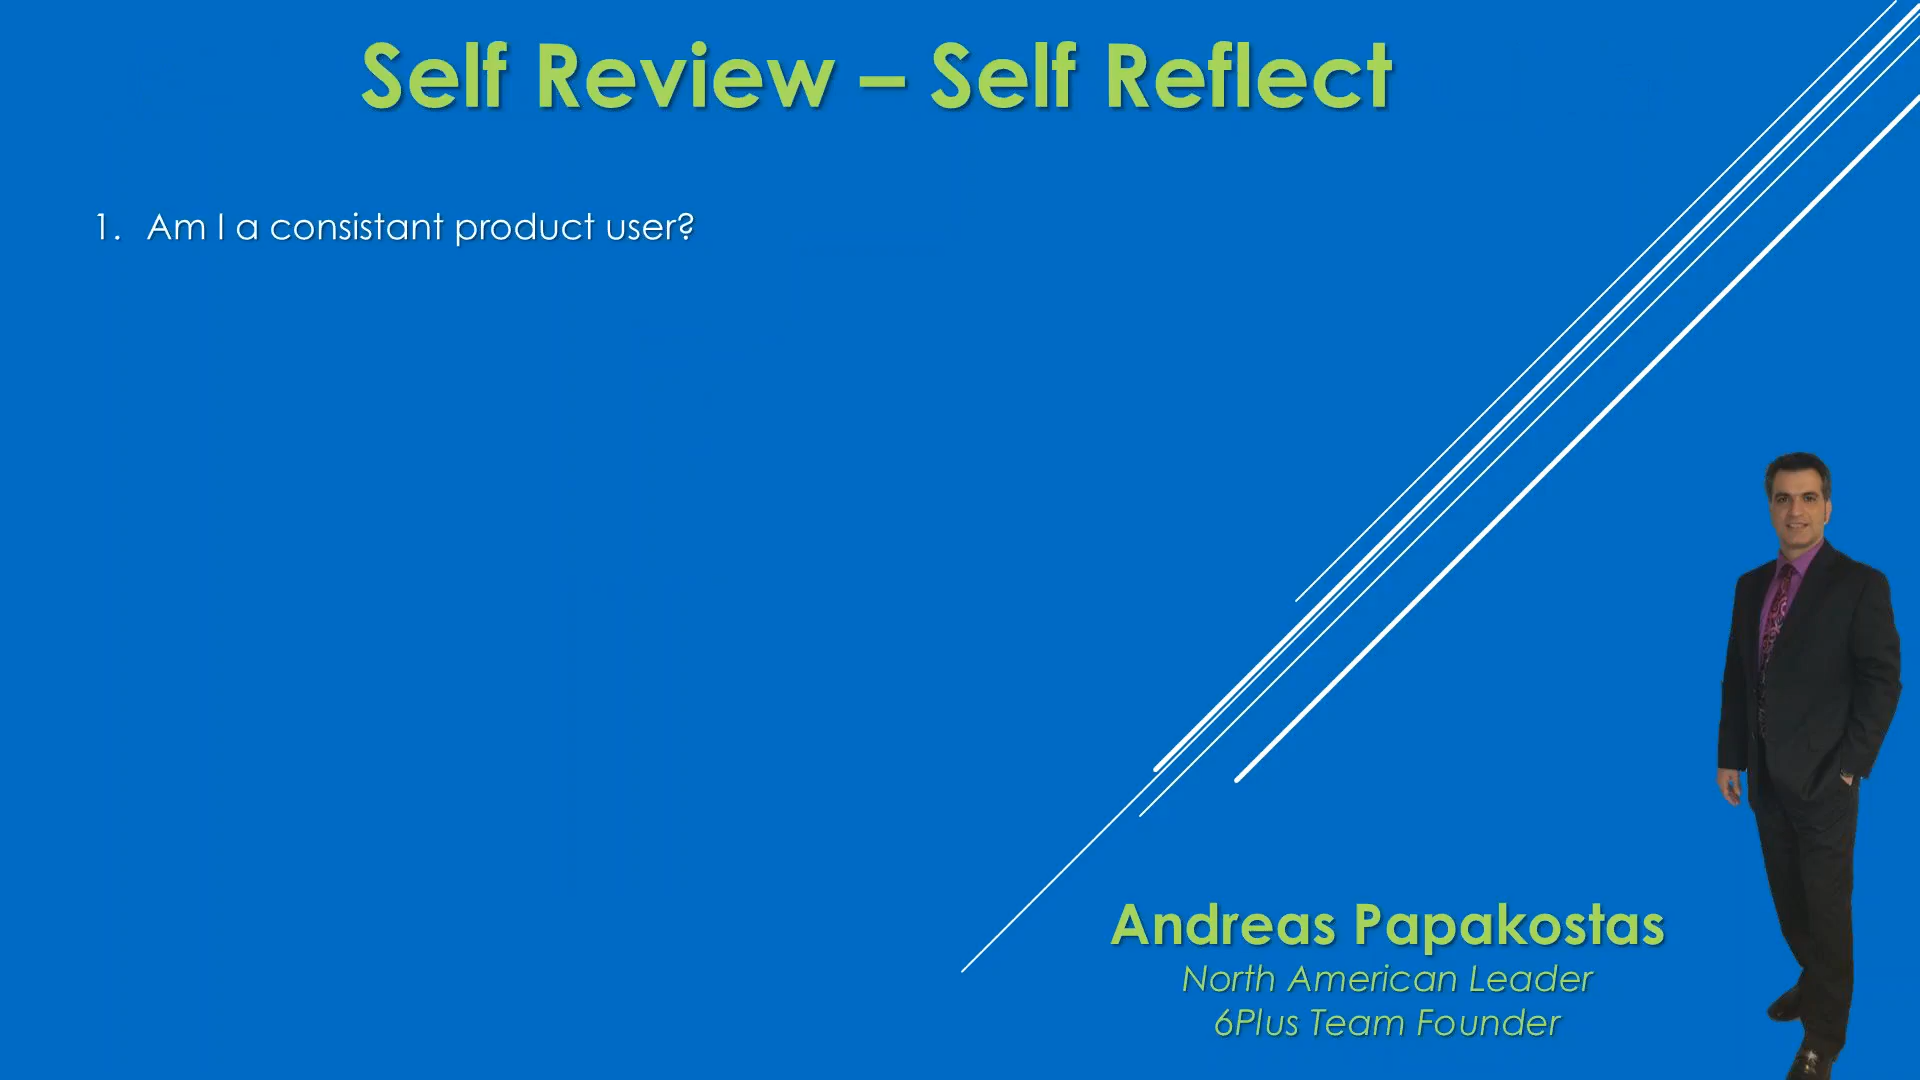 Self Review – Self Reflect
1. Am I a consistant product user?
Andreas Papakostas
North American Leader
6Plus Team Founder